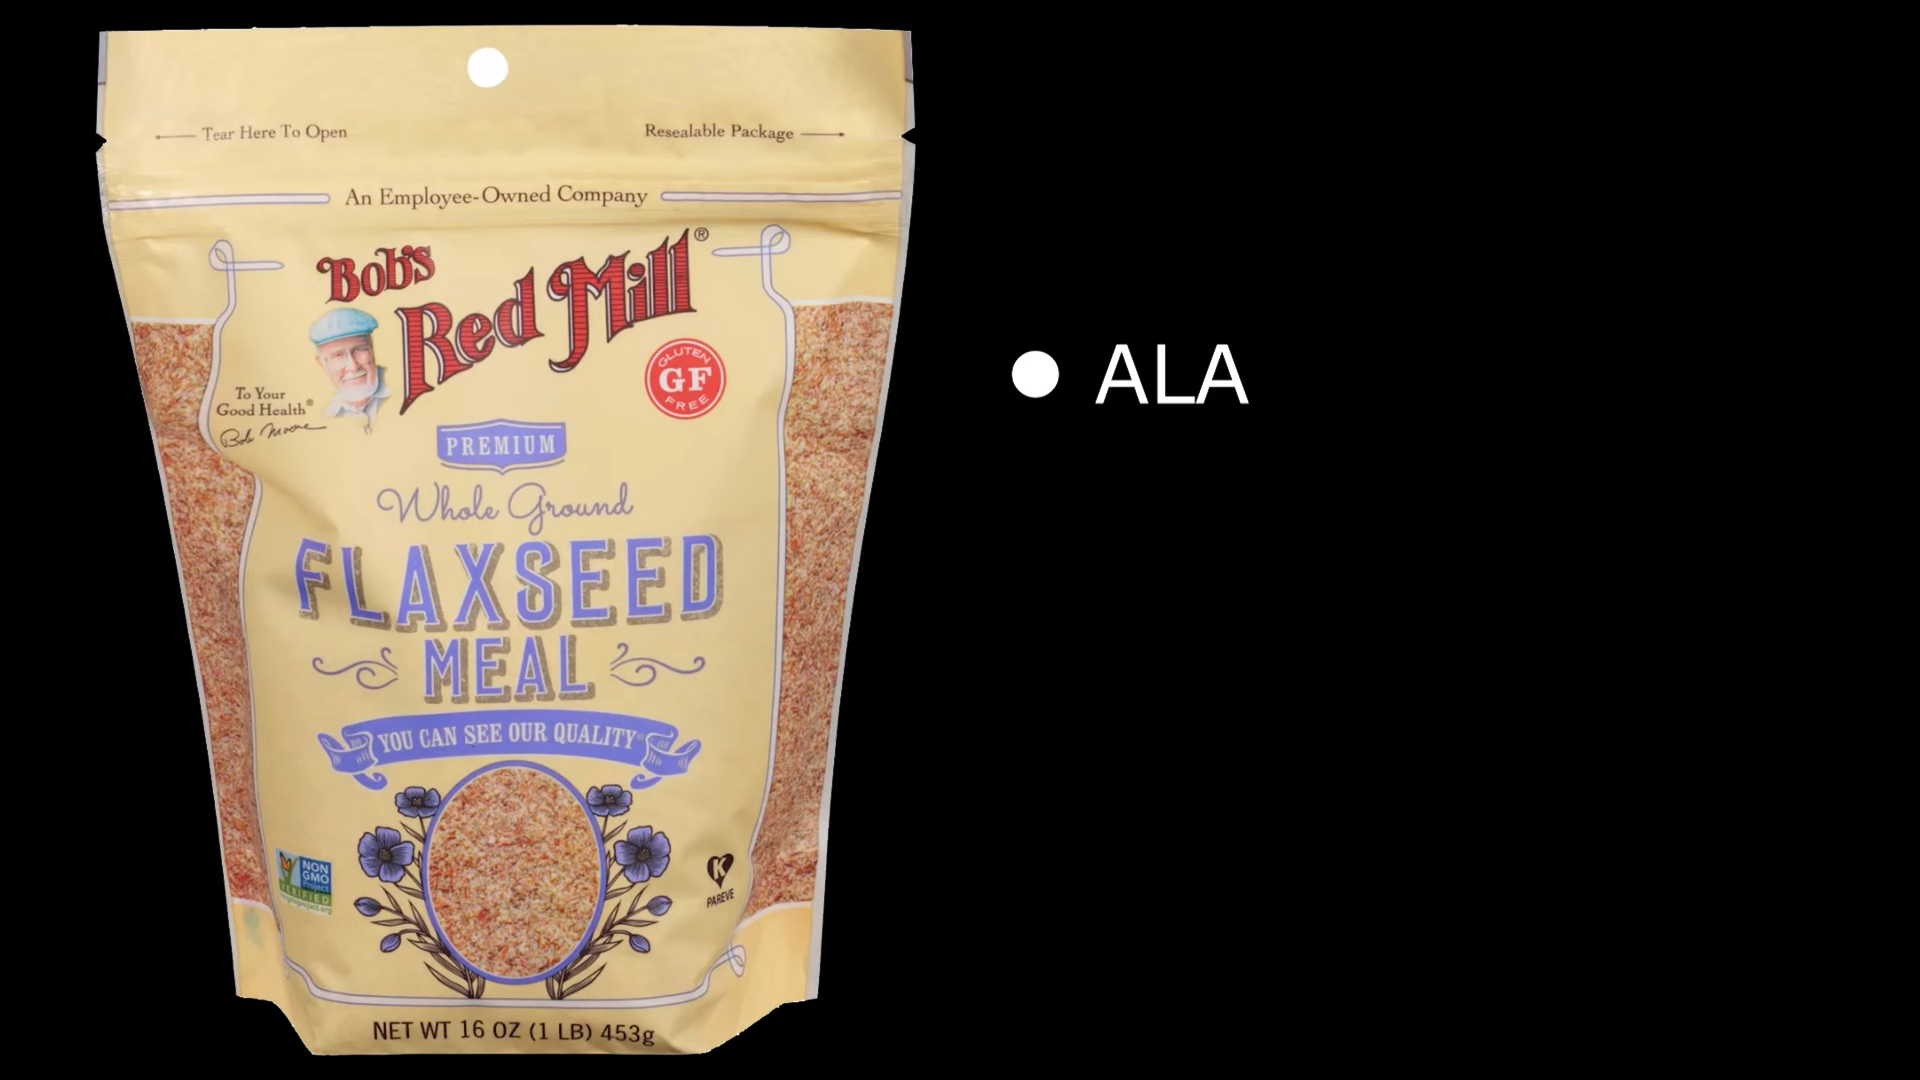 Tear Here To Open
Resealable Package
An Employee-Owned Company
Bob's
Red Mill®
GLUTEN
GF
FREE
To Your
Good Health®
Bob Moore
PREMIUM
Whole Ground
FLAXSEED
MEAL
YOU CAN SEE OUR QUALITY®
NON
GMO
Project
VERIFIED
nongmoproject.org
K
PAREVE
NET WT 16 OZ (1 LB) 453g
● ALA